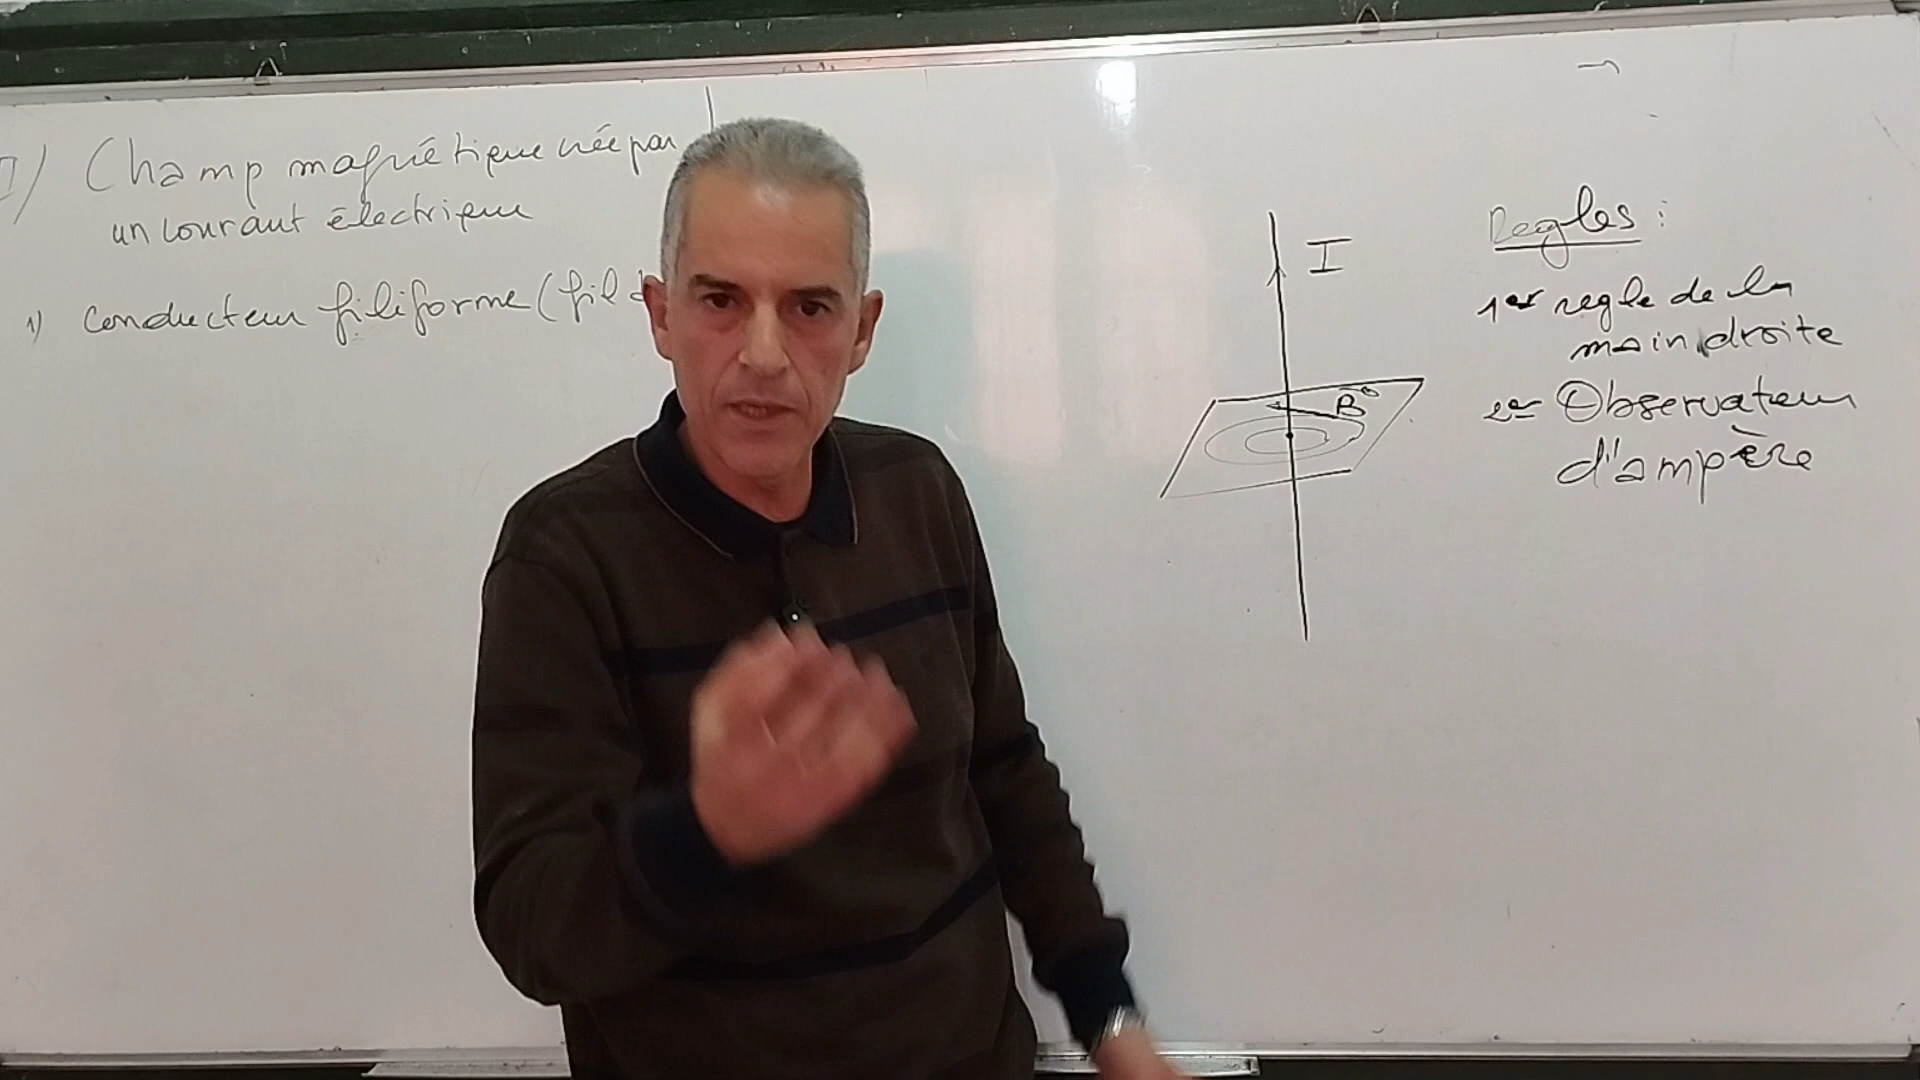 I) Champ magnétique créé par
un courant électrique
1) Conducteur filiforme (fil d
I
B
Regles :
1er regle de la
main droite
2er Observateur
d'ampère